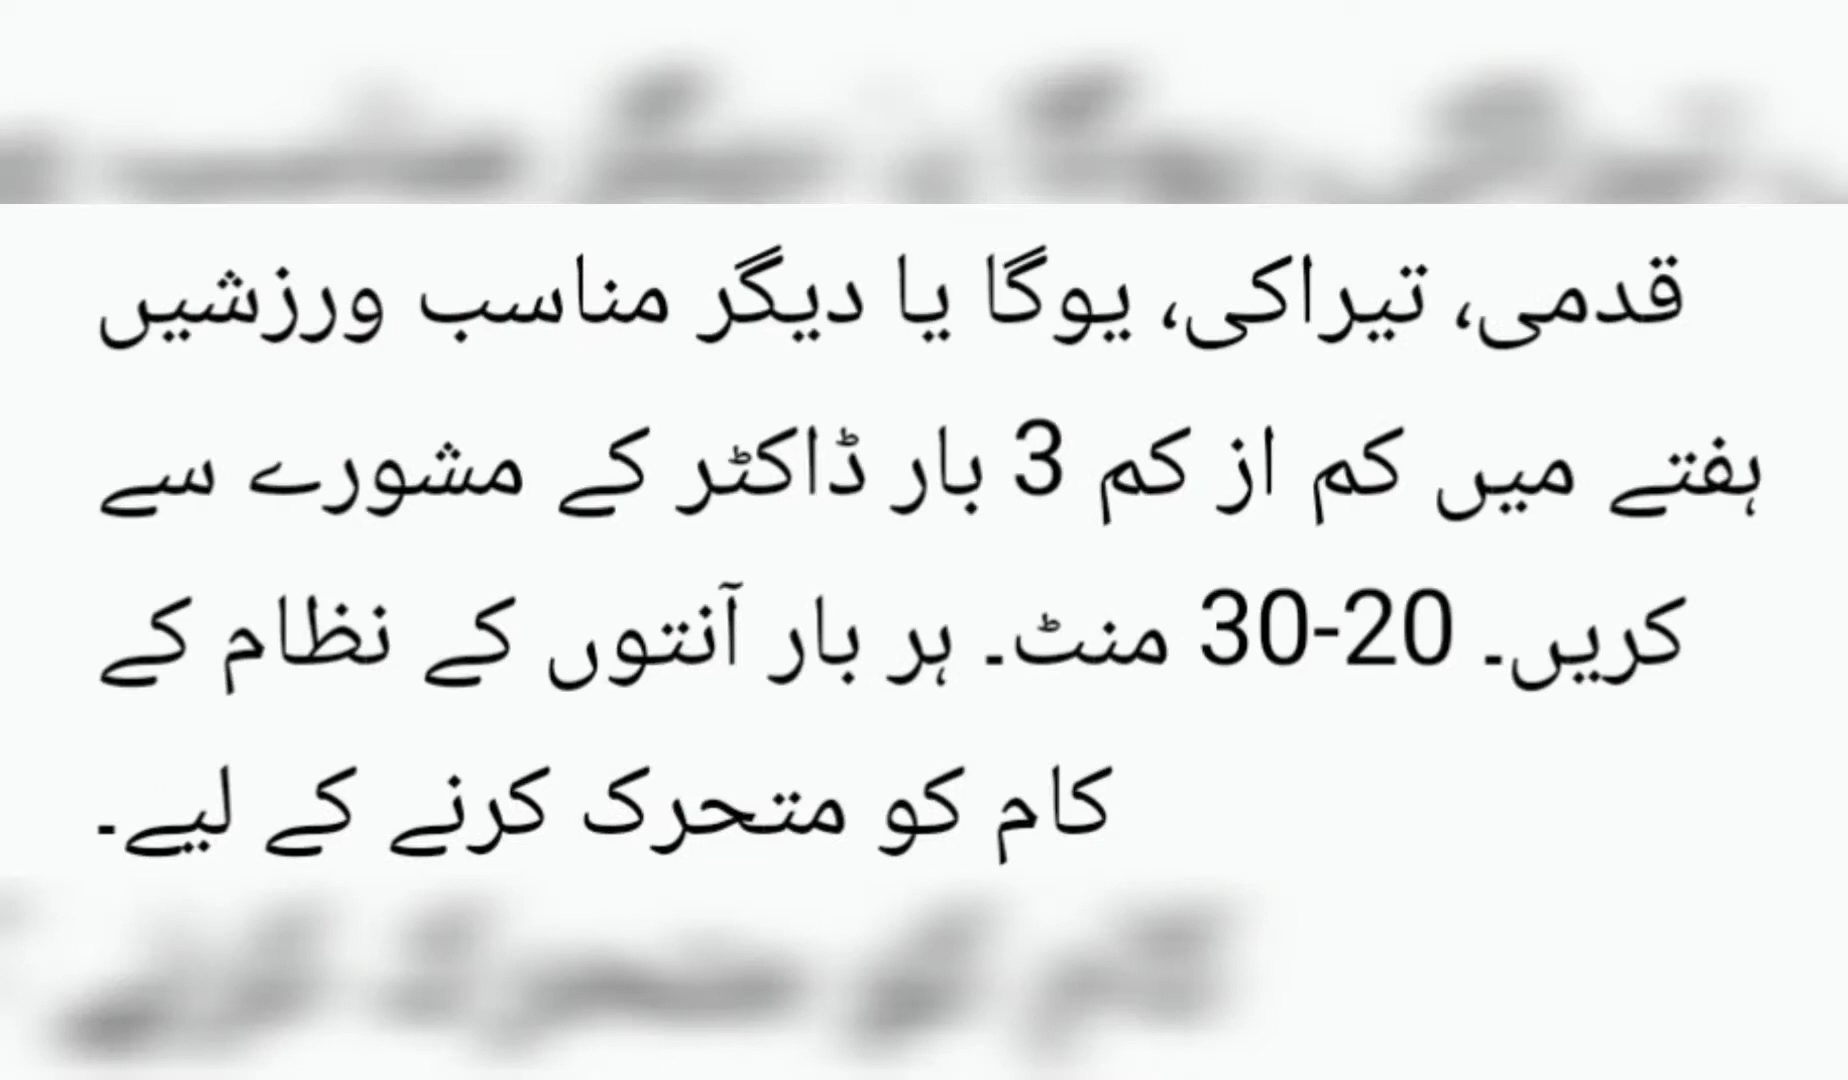 قدمی، تیراکی، یوگا یا دیگر مناسب ورزشیں
ہفتے میں کم از کم 3 بار ڈاکٹر کے مشورے سے
کریں۔ 20-30 منٹ۔ ہر بار آنتوں کے نظام کے
کام کو متحرک کرنے کے لیے۔